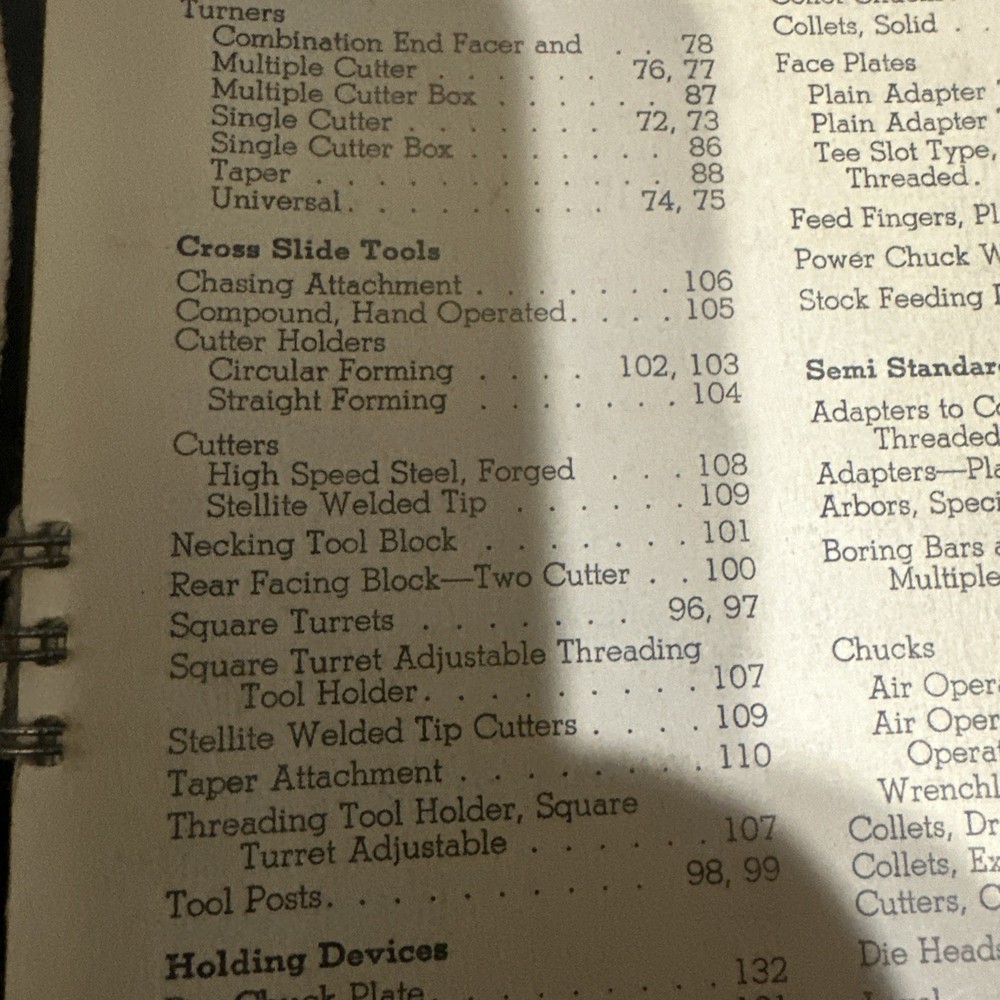 Turners
Combination End Facer and . . 78
Multiple Cutter . . . . . . 76, 77
Multiple Cutter Box . . . . . . . 87
Single Cutter . . . . . . . 72, 73
Single Cutter Box . . . . . . . 86
Taper . . . . . . . . . . . . 88
Universal . . . . . . . . . 74, 75
Cross Slide Tools
Chasing Attachment . . . . . . . 106
Compound, Hand Operated . . . . 105
Cutter Holders
Circular Forming . . . . 102, 103
Straight Forming . . . . . . . 104
Cutters
High Speed Steel, Forged . . . 108
Stellite Welded Tip . . . . . . 109
Necking Tool Block . . . . . . . 101
Rear Facing Block—Two Cutter . . 100
Square Turrets . . . . . . . 96, 97
Square Turret Adjustable Threading
Tool Holder . . . . . . . . . 107
Stellite Welded Tip Cutters . . . . 109
Taper Attachment . . . . . . . . 110
Threading Tool Holder, Square
Turret Adjustable . . . . . . 107
Tool Posts . . . . . . . . . 98, 99
Holding Devices
Chuck Plate . . . . . . . . 132
Collets, Solid . .
Face Plates
Plain Adapter
Plain Adapter
Tee Slot Type,
Threaded .
Feed Fingers,
Power Chuck
Stock Feeding
Semi
Adapters to
Threaded
Adapters—
Arbors,
Boring Bars
Multiple
Chucks
Air
Air
Collets,
Collets,
Cutters,
Die Heads